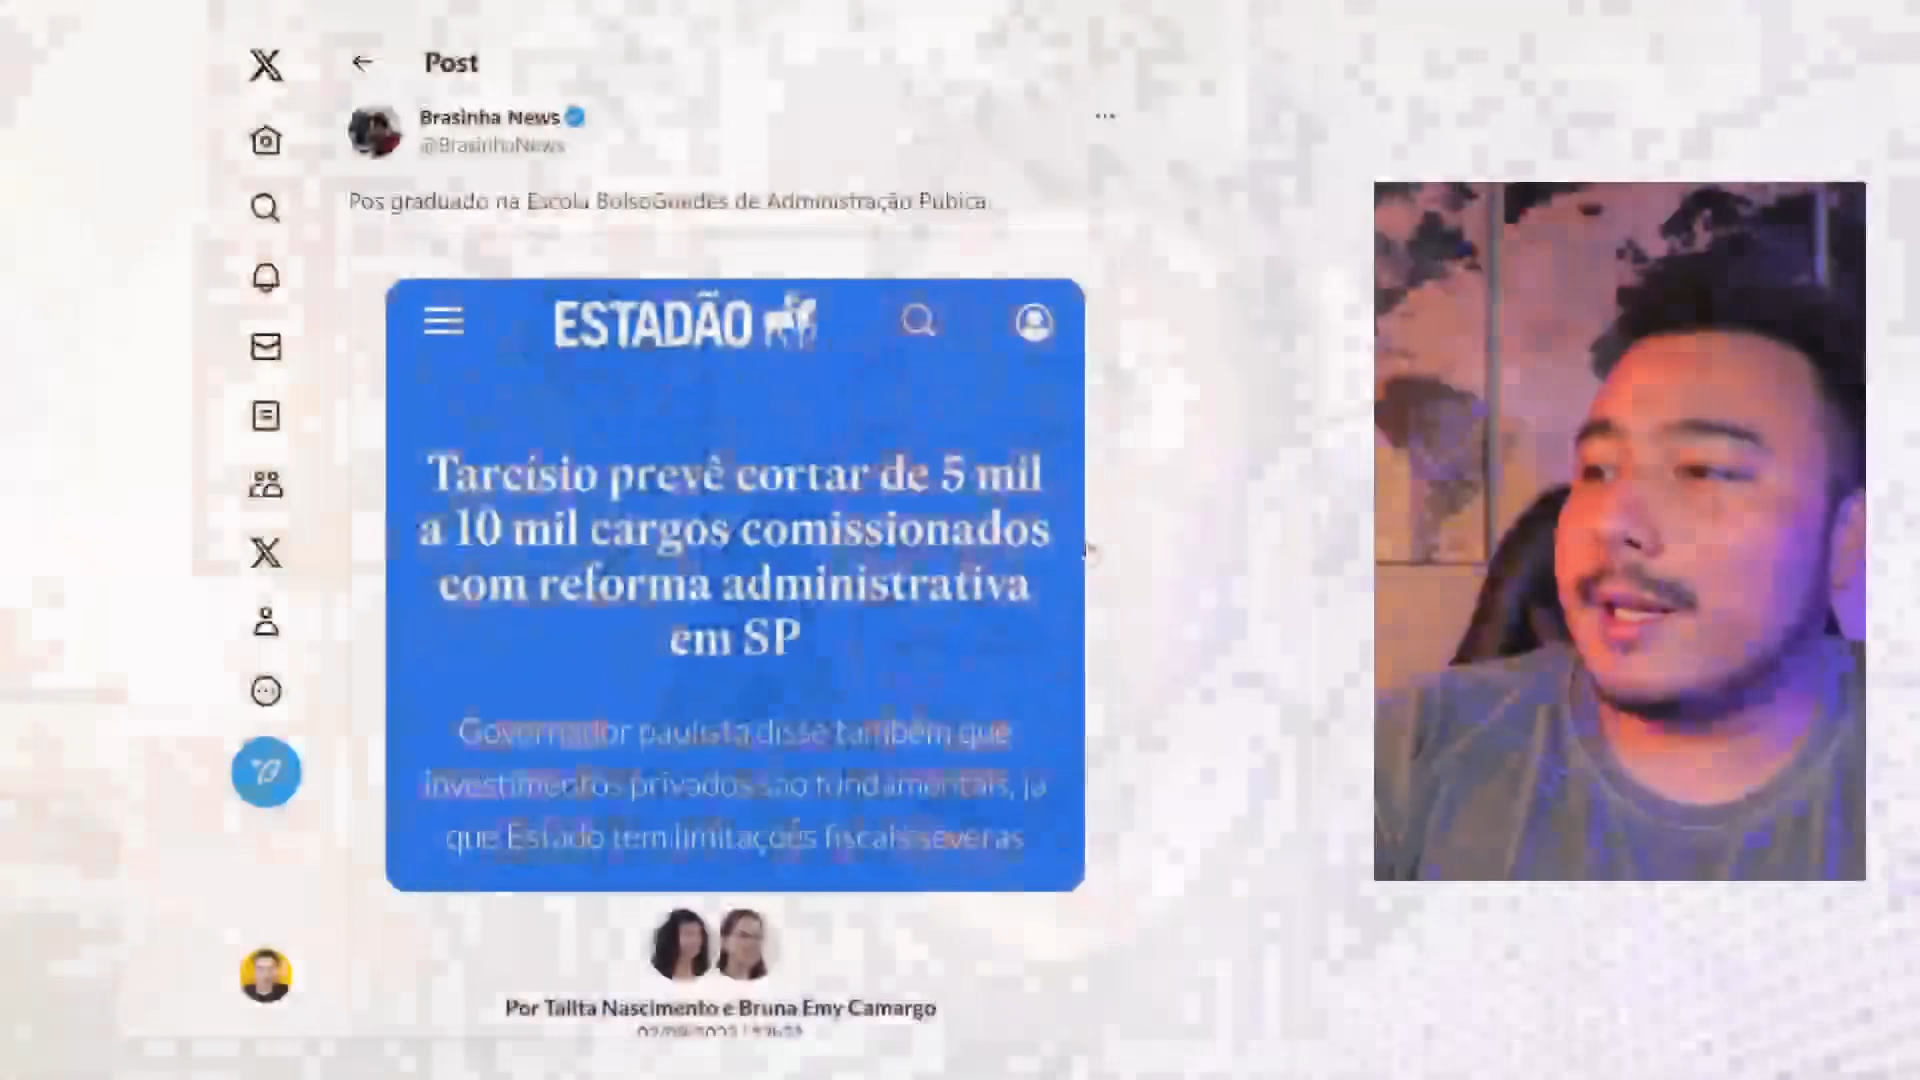 Post
Brasinha News
@BrasinhaNews
Pos graduado na Escola BolsoGuedes de Administração Pubica.
ESTADÃO
Tarcísio prevê cortar de 5 mil
a 10 mil cargos comissionados
com reforma administrativa
em SP
Governador paulista disse também que
investimentos privados são fundamentais, já
que Estado tem limitações fiscais severas
Por Talita Nascimento e Bruna Emy Camargo